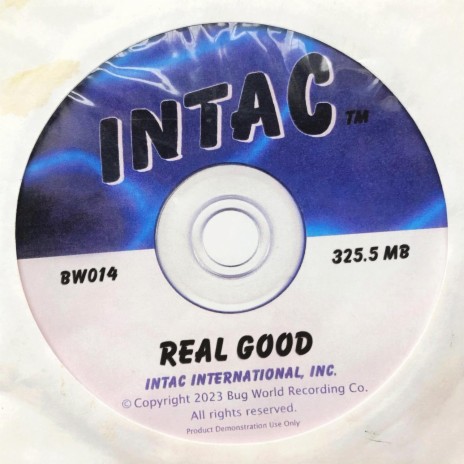 INTAC™
BW014
325.5 MB
REAL GOOD
INTAC INTERNATIONAL, INC.
© Copyright 2023 Bug World Recording Co.
All rights reserved.
Product Demonstration Use Only